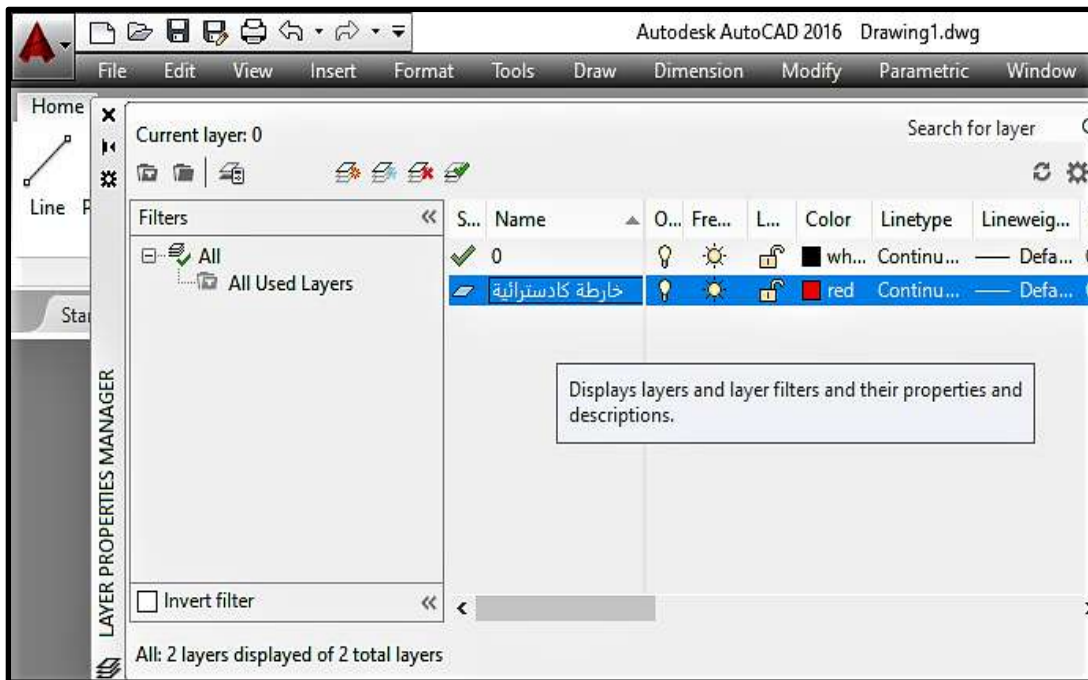 Autodesk AutoCAD 2016 Drawing1.dwg
File Edit View Insert Format Tools Draw Dimension Modify Parametric Window
Home
Line
Star
Current layer: 0
Search for layer
Filters
S... Name O... Fre... L... Color Linetype Lineweig...
All
All Used Layers
0 wh... Continu... Defa...
خارطة كادسترائية red Continu... Defa...
Displays layers and layer filters and their properties and
descriptions.
Invert filter
All: 2 layers displayed of 2 total layers
LAYER PROPERTIES MANAGER